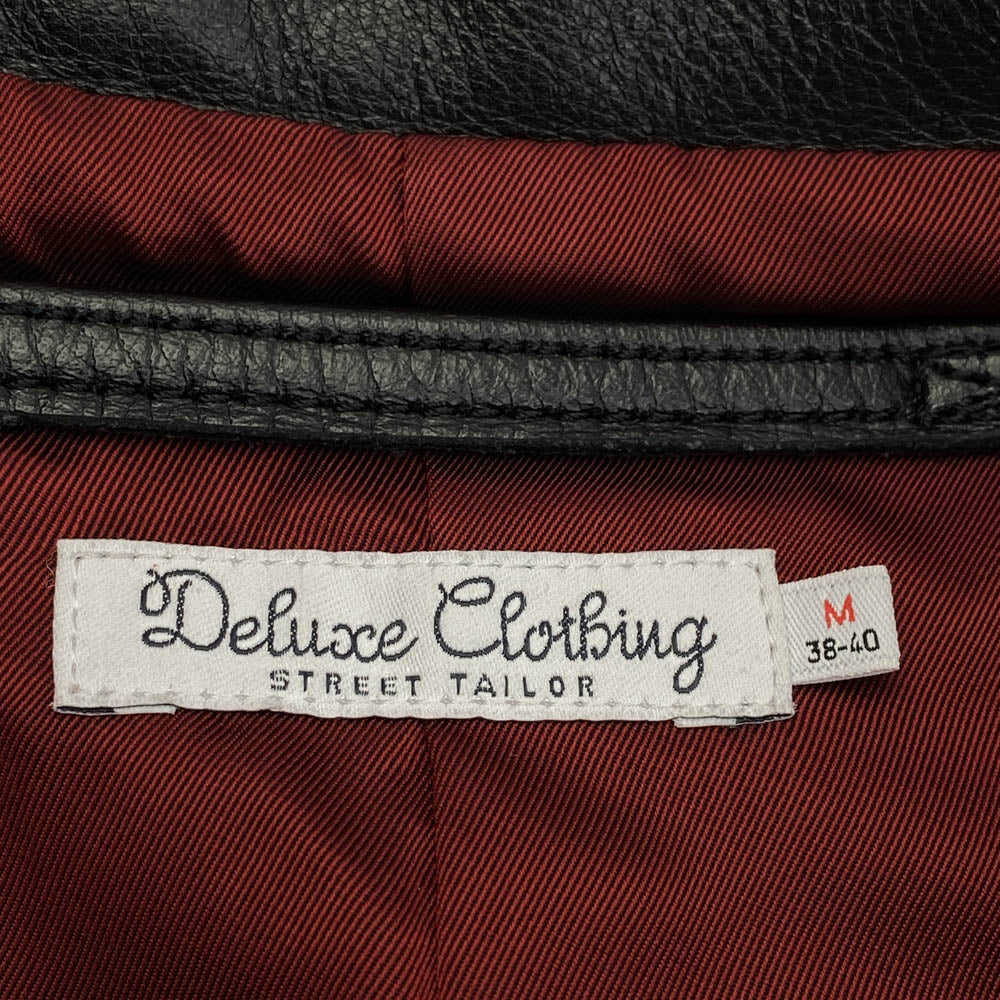 Deluxe Clothing
STREET TAILOR
M
38-40